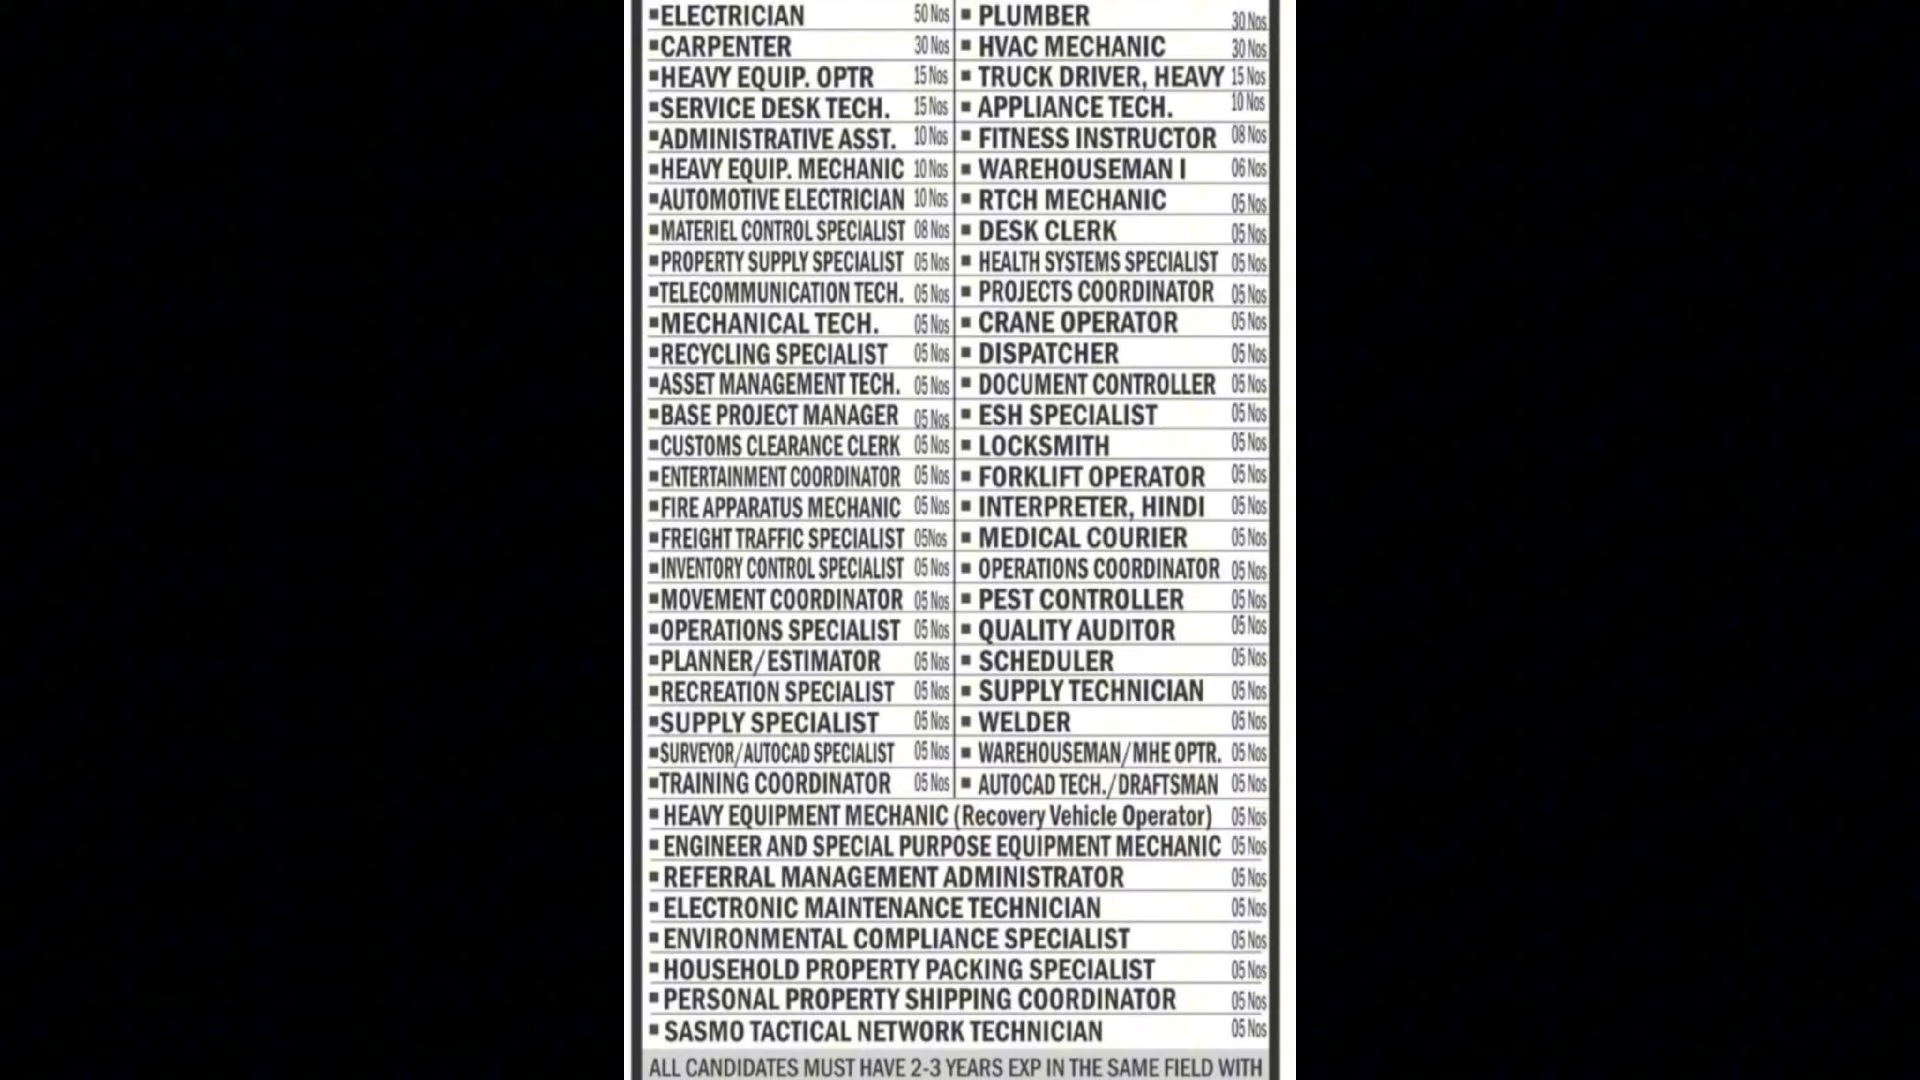 ▪ELECTRICIAN 50 Nos ▪ PLUMBER 30 Nos
▪CARPENTER 30 Nos ▪ HVAC MECHANIC 30 Nos
▪HEAVY EQUIP. OPTR 15 Nos ▪ TRUCK DRIVER, HEAVY 15 Nos
▪SERVICE DESK TECH. 15 Nos ▪ APPLIANCE TECH. 10 Nos
▪ADMINISTRATIVE ASST. 10 Nos ▪ FITNESS INSTRUCTOR 08 Nos
▪HEAVY EQUIP. MECHANIC 10 Nos ▪ WAREHOUSEMAN I 06 Nos
▪AUTOMOTIVE ELECTRICIAN 10 Nos ▪ RTCH MECHANIC 05 Nos
▪MATERIEL CONTROL SPECIALIST 08 Nos ▪ DESK CLERK 05 Nos
▪PROPERTY SUPPLY SPECIALIST 05 Nos ▪ HEALTH SYSTEMS SPECIALIST 05 Nos
▪TELECOMMUNICATION TECH. 05 Nos ▪ PROJECTS COORDINATOR 05 Nos
▪MECHANICAL TECH. 05 Nos ▪ CRANE OPERATOR 05 Nos
▪RECYCLING SPECIALIST 05 Nos ▪ DISPATCHER 05 Nos
▪ASSET MANAGEMENT TECH. 05 Nos ▪ DOCUMENT CONTROLLER 05 Nos
▪BASE PROJECT MANAGER 05 Nos ▪ ESH SPECIALIST 05 Nos
▪CUSTOMS CLEARANCE CLERK 05 Nos ▪ LOCKSMITH 05 Nos
▪ENTERTAINMENT COORDINATOR 05 Nos ▪ FORKLIFT OPERATOR 05 Nos
▪FIRE APPARATUS MECHANIC 05 Nos ▪ INTERPRETER, HINDI 05 Nos
▪FREIGHT TRAFFIC SPECIALIST 05Nos ▪ MEDICAL COURIER 05 Nos
▪INVENTORY CONTROL SPECIALIST 05 Nos ▪ OPERATIONS COORDINATOR 05 Nos
▪MOVEMENT COORDINATOR 05 Nos ▪ PEST CONTROLLER 05 Nos
▪OPERATIONS SPECIALIST 05 Nos ▪ QUALITY AUDITOR 05 Nos
▪PLANNER/ESTIMATOR 05 Nos ▪ SCHEDULER 05 Nos
▪RECREATION SPECIALIST 05 Nos ▪ SUPPLY TECHNICIAN 05 Nos
▪SUPPLY SPECIALIST 05 Nos ▪ WELDER 05 Nos
▪SURVEYOR/AUTOCAD SPECIALIST 05 Nos ▪ WAREHOUSEMAN/MHE OPTR. 05 Nos
▪TRAINING COORDINATOR 05 Nos ▪ AUTOCAD TECH./DRAFTSMAN 05 Nos
▪ HEAVY EQUIPMENT MECHANIC (Recovery Vehicle Operator) 05 Nos
▪ ENGINEER AND SPECIAL PURPOSE EQUIPMENT MECHANIC 05 Nos
▪ REFERRAL MANAGEMENT ADMINISTRATOR 05 Nos
▪ ELECTRONIC MAINTENANCE TECHNICIAN 05 Nos
▪ ENVIRONMENTAL COMPLIANCE SPECIALIST 05 Nos
▪ HOUSEHOLD PROPERTY PACKING SPECIALIST 05 Nos
▪ PERSONAL PROPERTY SHIPPING COORDINATOR 05 Nos
▪ SASMO TACTICAL NETWORK TECHNICIAN 05 Nos
ALL CANDIDATES MUST HAVE 2-3 YEARS EXP IN THE SAME FIELD WITH